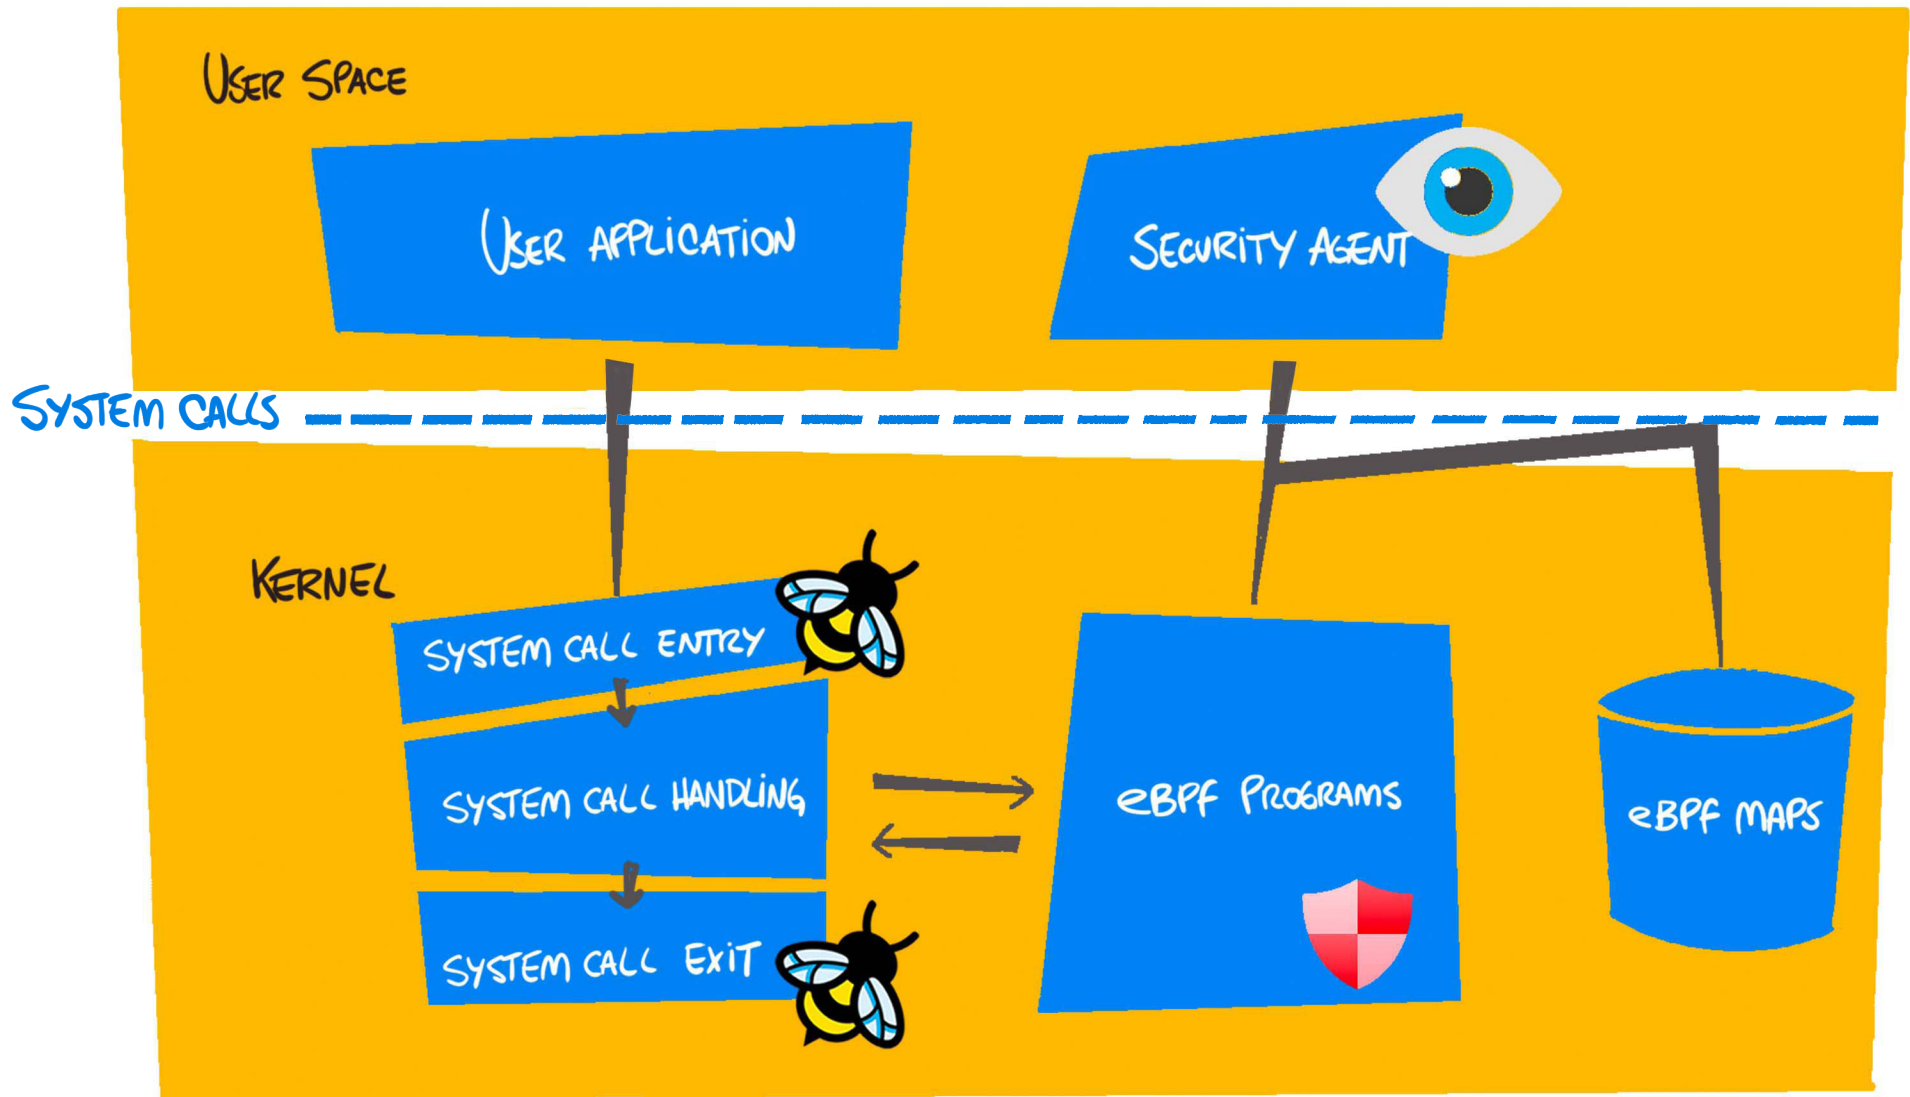 USER SPACE
USER APPLICATION
SECURITY AGENT
SYSTEM CALLS
KERNEL
SYSTEM CALL ENTRY
SYSTEM CALL HANDLING
eBPF PROGRAMS
eBPF MAPS
SYSTEM CALL EXIT